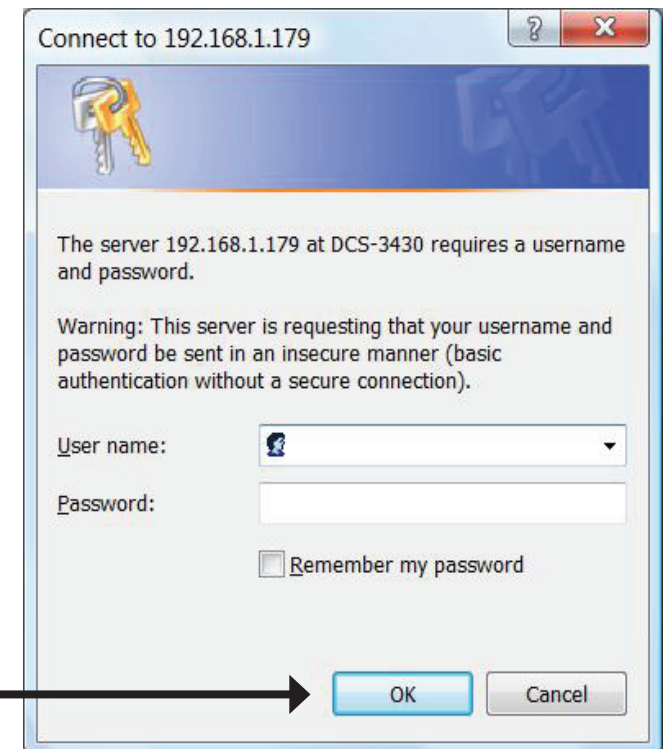 Connect to 192.168.1.179
The server 192.168.1.179 at DCS-3430 requires a username
and password.
Warning: This server is requesting that your username and
password be sent in an insecure manner (basic
authentication without a secure connection).
User name:
Password:
Remember my password
OK Cancel